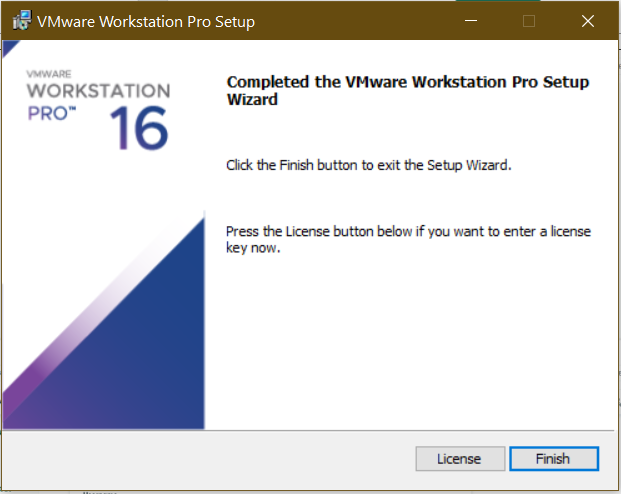 VMware Workstation Pro Setup
VMWARE
WORKSTATION
PRO™ 16
Completed the VMware Workstation Pro Setup
Wizard
Click the Finish button to exit the Setup Wizard.
Press the License button below if you want to enter a license
key now.
License Finish